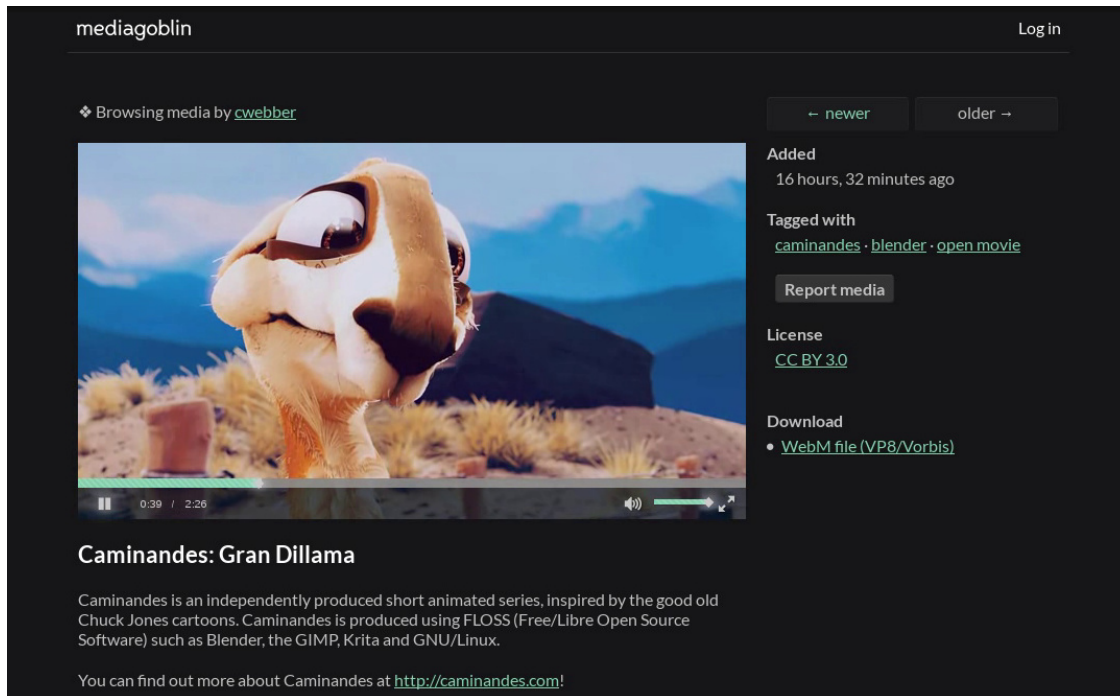 mediagoblin
Log in
❖ Browsing media by cwebber
← newer
older →
Added
16 hours, 32 minutes ago
Tagged with
caminandes · blender · open movie
Report media
License
CC BY 3.0
Download
• WebM file (VP8/Vorbis)
0:39 / 2:26
Caminandes: Gran Dillama
Caminandes is an independently produced short animated series, inspired by the good old
Chuck Jones cartoons. Caminandes is produced using FLOSS (Free/Libre Open Source
Software) such as Blender, the GIMP, Krita and GNU/Linux.
You can find out more about Caminandes at http://caminandes.com!